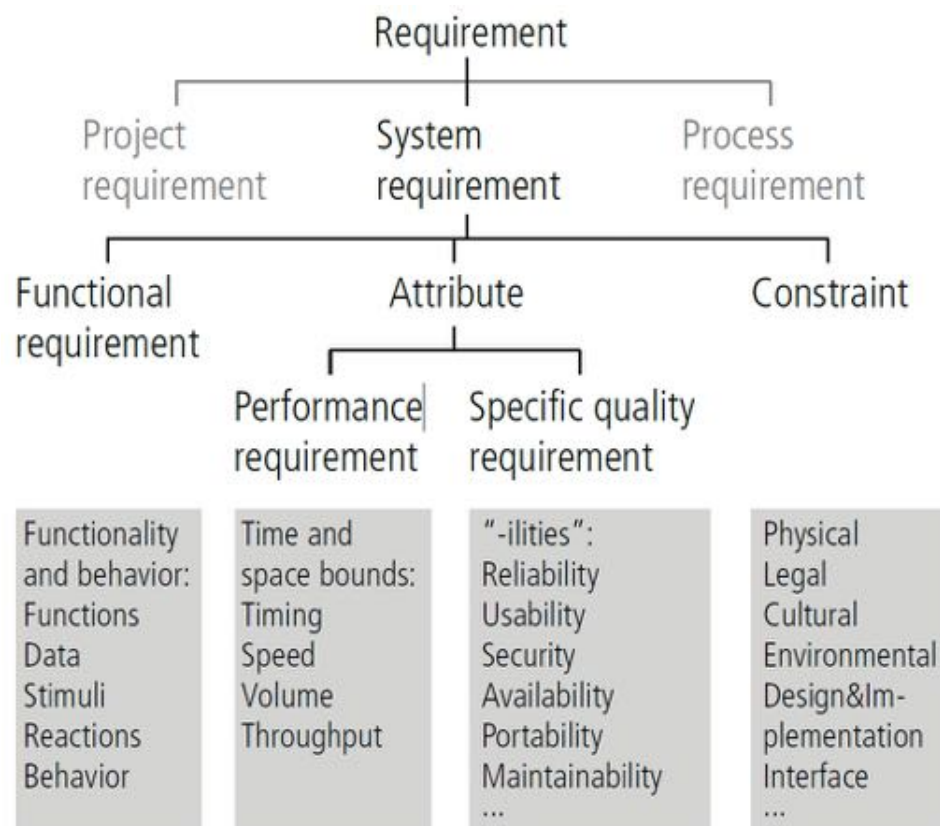 Requirement
Project
requirement
System
requirement
Process
requirement
Functional
requirement
Attribute
Constraint
Performance
requirement
Specific quality
requirement
Functionality
and behavior:
Functions
Data
Stimuli
Reactions
Behavior
Time and
space bounds:
Timing
Speed
Volume
Throughput
“-ilities”:
Reliability
Usability
Security
Availability
Portability
Maintainability
...
Physical
Legal
Cultural
Environmental
Design&Im-
plementation
Interface
...